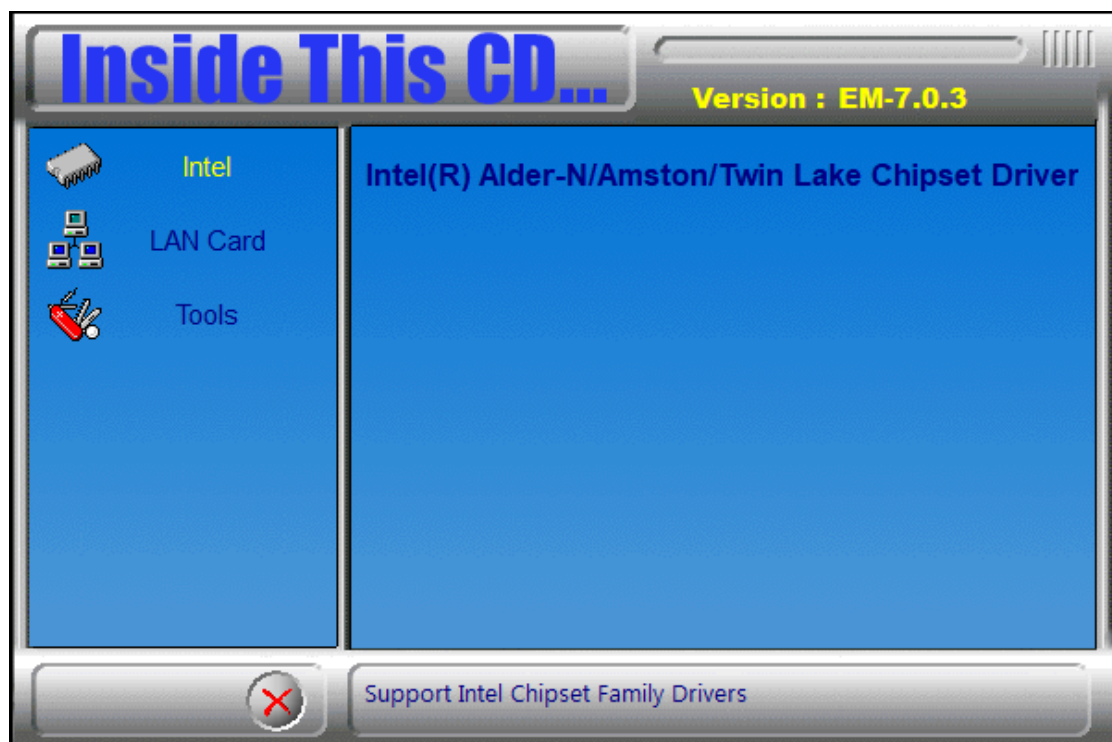 Inside This CD...
Version : EM-7.0.3
Intel
LAN Card
Tools
Intel(R) Alder-N/Amston/Twin Lake Chipset Driver
Support Intel Chipset Family Drivers